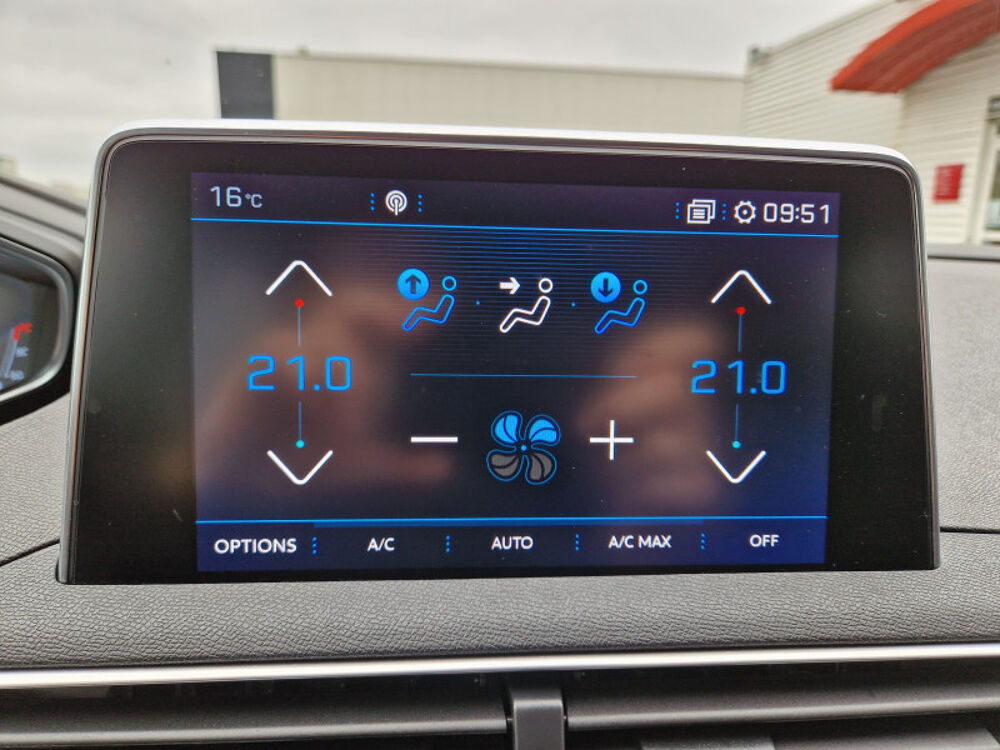 16°C 09:51
21.0 21.0
OPTIONS A/C AUTO A/C MAX OFF